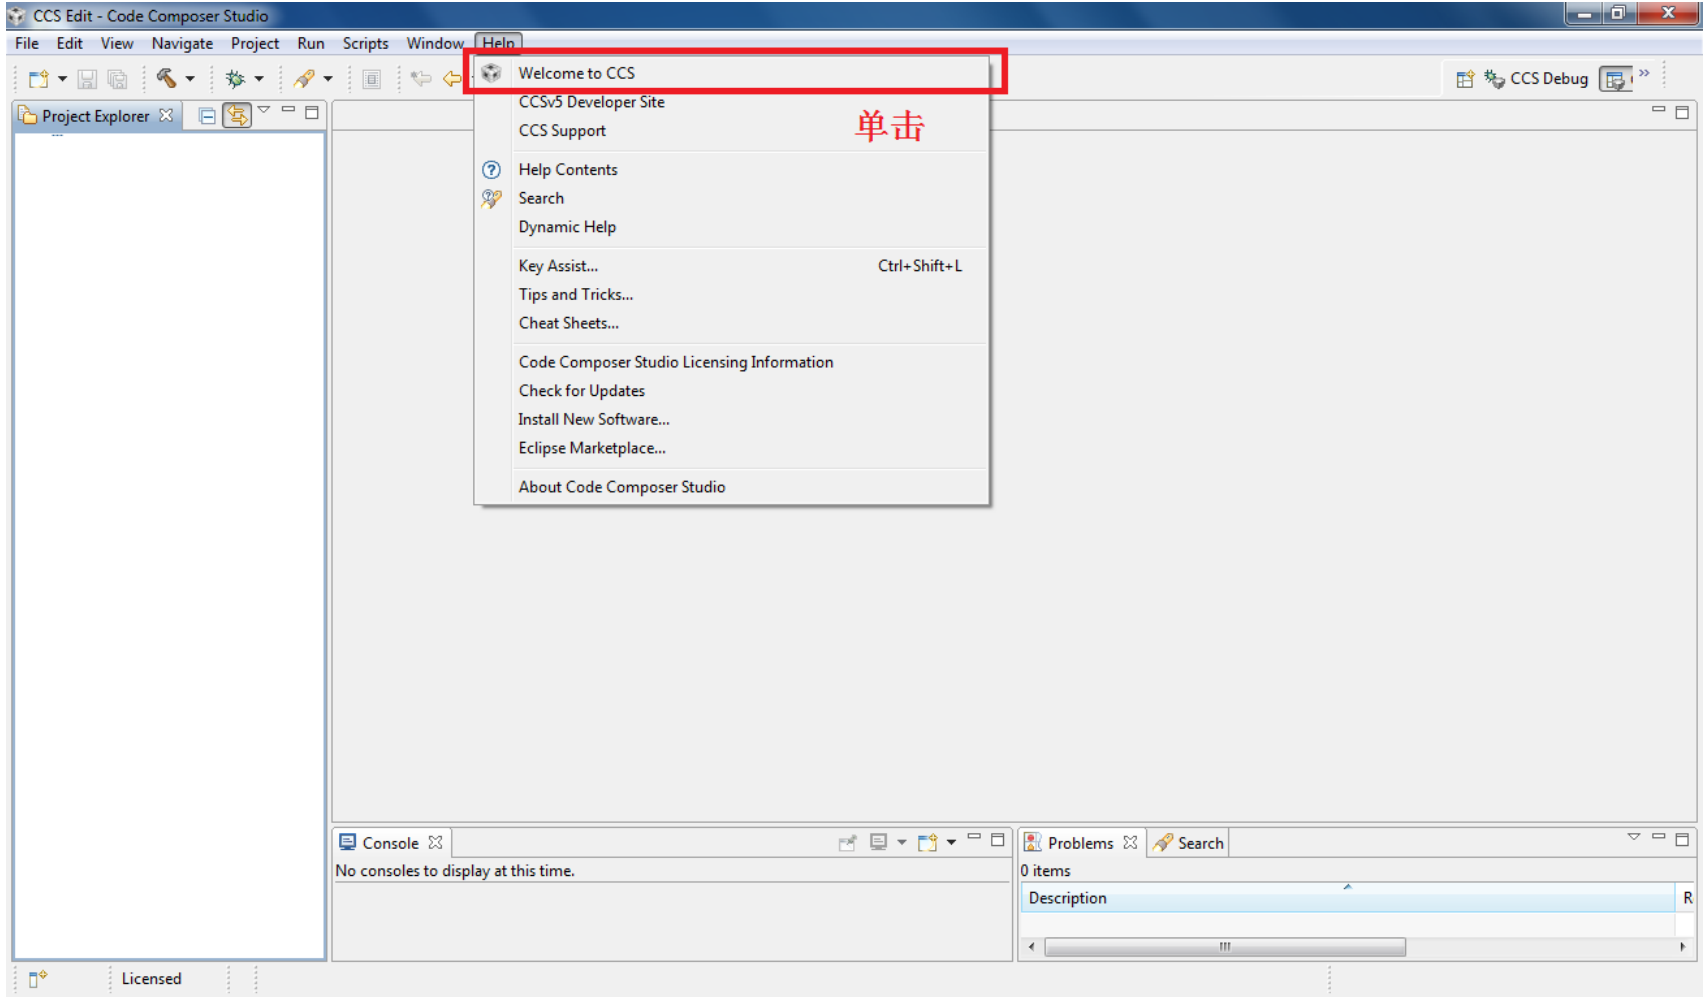 CCS Edit - Code Composer Studio
File Edit View Navigate Project Run Scripts Window Help
CCS Debug
Project Explorer
Welcome to CCS
CCSv5 Developer Site
CCS Support
单击
Help Contents
Search
Dynamic Help
Key Assist... Ctrl+Shift+L
Tips and Tricks...
Cheat Sheets...
Code Composer Studio Licensing Information
Check for Updates
Install New Software...
Eclipse Marketplace...
About Code Composer Studio
Console
No consoles to display at this time.
Problems Search
0 items
Description R
Licensed